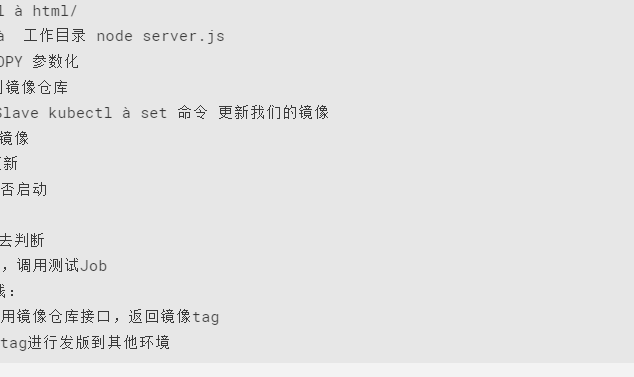 l à html/
à  工作目录 node server.js
OPY 参数化
到镜像仓库
Slave kubectl à set 命令 更新我们的镜像
镜像
更新
否启动
去判断
，调用测试Job
线：
用镜像仓库接口，返回镜像tag
tag进行发版到其他环境